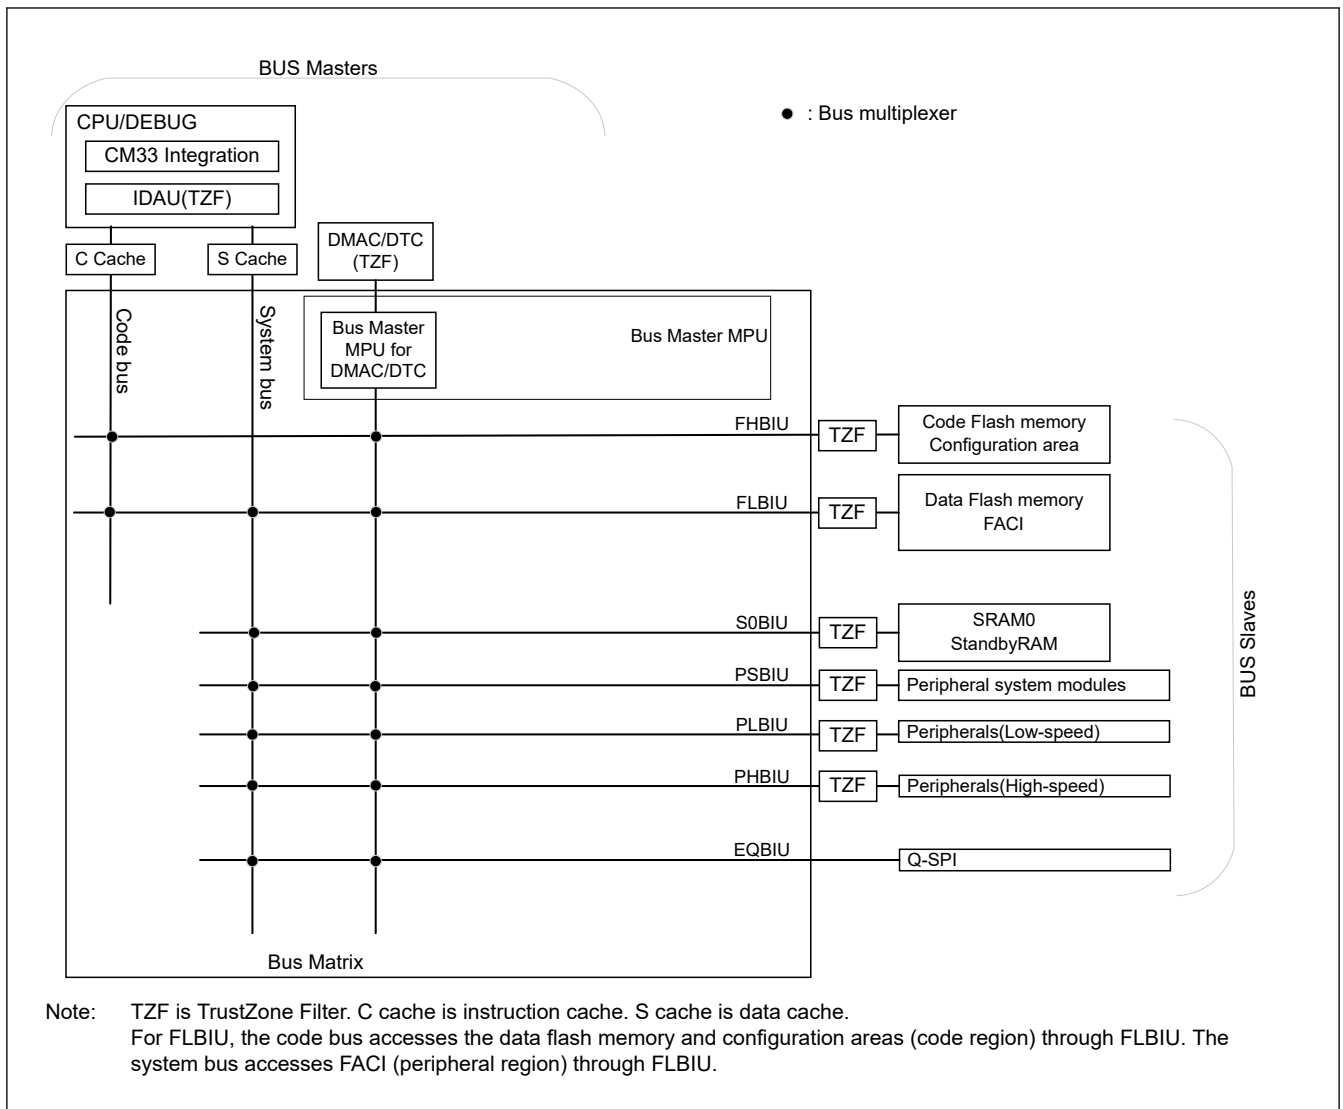 BUS Masters
: Bus multiplexer
CPU/DEBUG
CM33 Integration
IDAU(TZF)
C Cache
S Cache
DMAC/DTC
(TZF)
Code bus
System bus
Bus Master
MPU for
DMAC/DTC
Bus Master MPU
FHBIU
TZF
Code Flash memory
Configuration area
FLBIU
TZF
Data Flash memory
FACI
S0BIU
TZF
SRAM0
StandbyRAM
PSBIU
TZF
Peripheral system modules
PLBIU
TZF
Peripherals(Low-speed)
PHBIU
TZF
Peripherals(High-speed)
EQBIU
Q-SPI
BUS Slaves
Bus Matrix
Note: TZF is TrustZone Filter. C cache is instruction cache. S cache is data cache.
For FLBIU, the code bus accesses the data flash memory and configuration areas (code region) through FLBIU. The
system bus accesses FACI (peripheral region) through FLBIU.